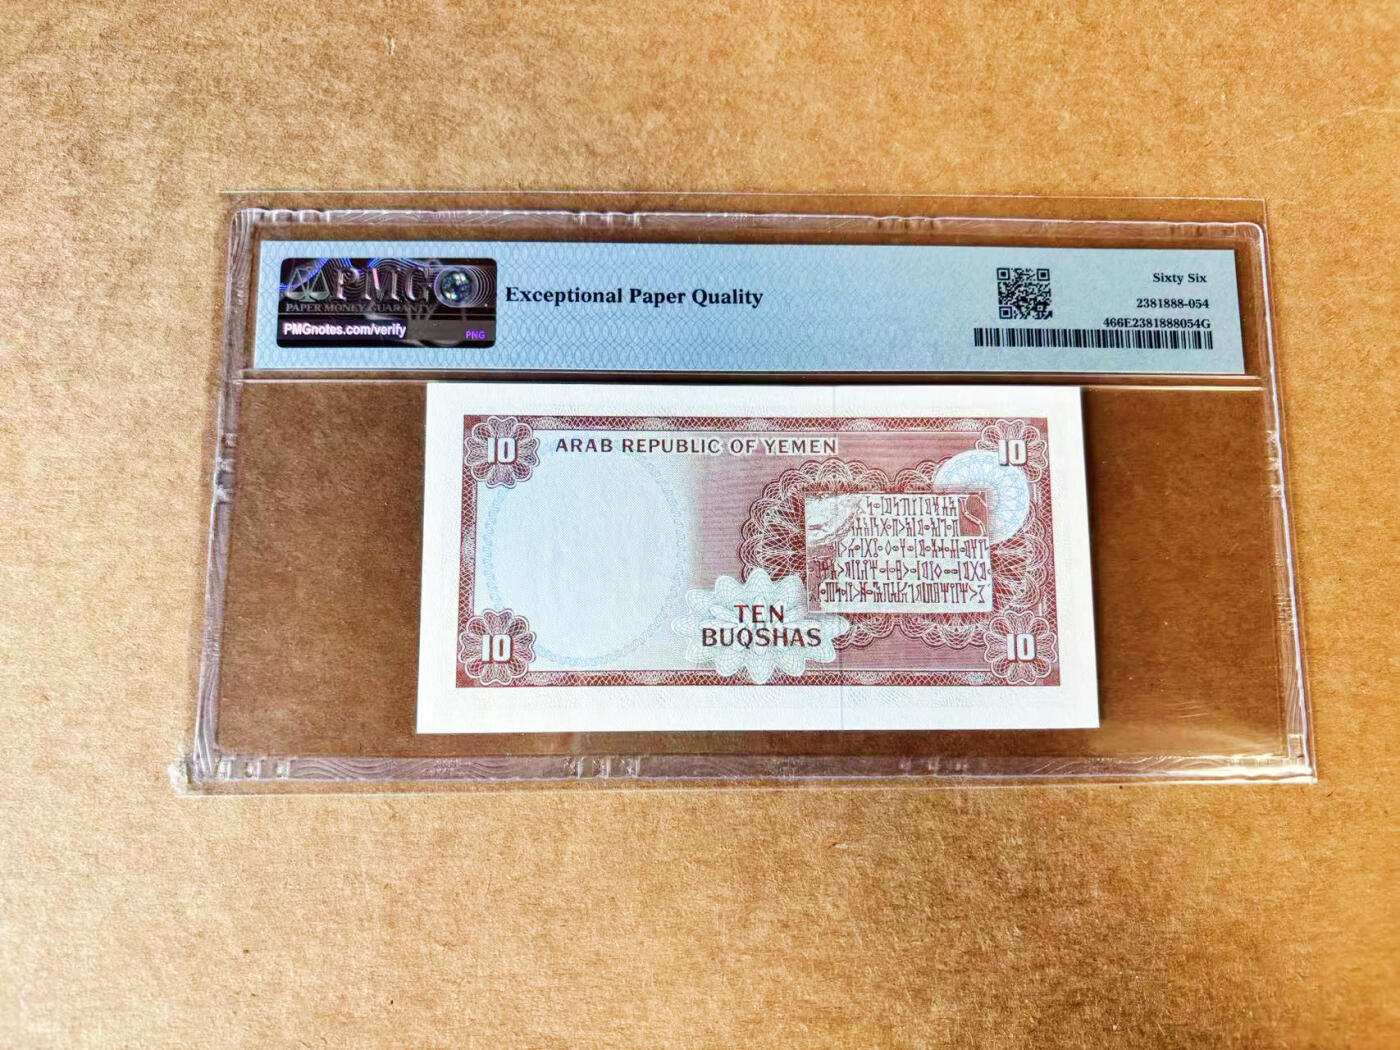 PMG
PAPER MONEY GUARANTY
PMGnotes.com/verify
PNG
Exceptional Paper Quality
Sixty Six
2381888-054
466E2381888054G
10
ARAB REPUBLIC OF YEMEN
10
TEN
BUQSHAS
10
10